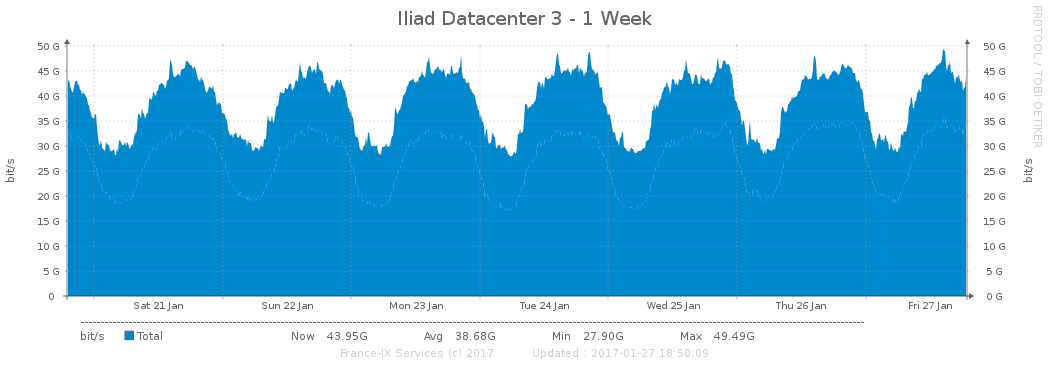 Iliad Datacenter 3 - 1 Week
RRDTOOL / TOBI OETIKER
50 G 50 G
45 G 45 G
40 G 40 G
35 G 35 G
30 G 30 G
25 G 25 G
20 G 20 G
15 G 15 G
10 G 10 G
5 G 5 G
0 0 G
bit/s bit/s
Sat 21 Jan Sun 22 Jan Mon 23 Jan Tue 24 Jan Wed 25 Jan Thu 26 Jan Fri 27 Jan
bit/s Total Now 43.95G Avg 38.68G Min 27.90G Max 49.49G
France-IX Services (c) 2017 Updated : 2017-01-27 18:50:09